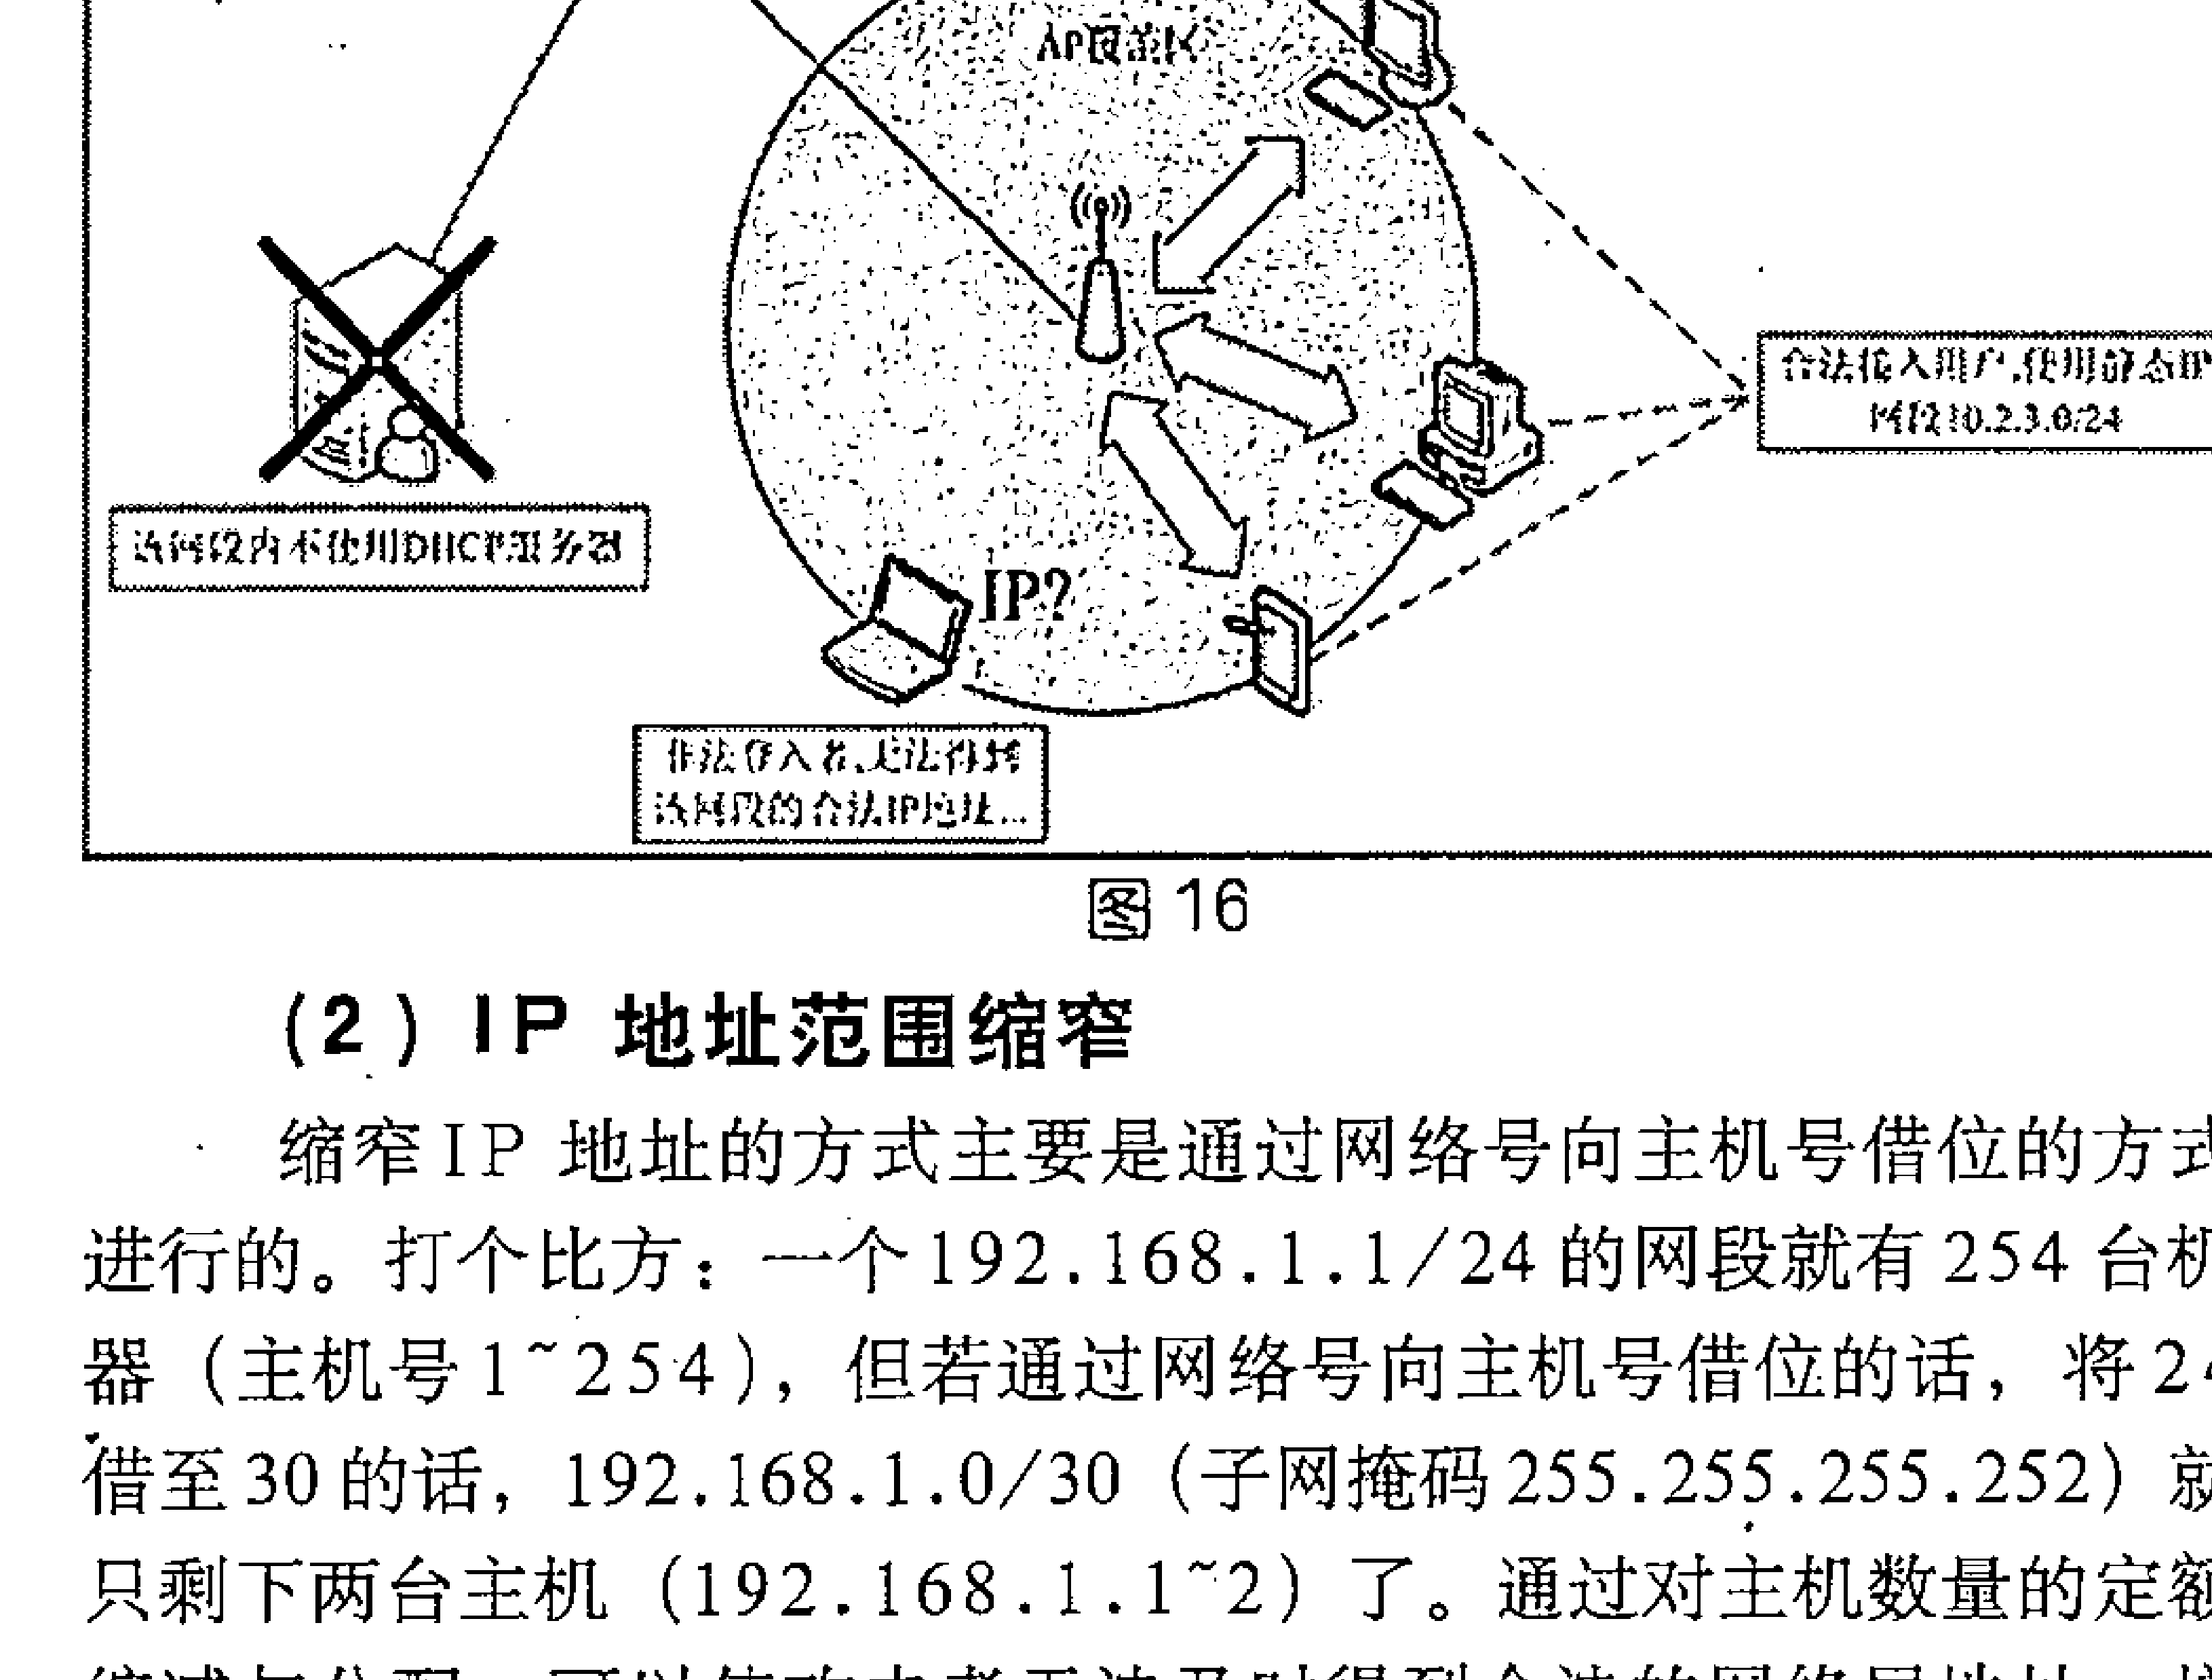 AP覆盖区
合法接入用户,使用静态IP
网段10.2.3.0/24
该网段内不使用DHCP服务器
IP?
非法接入者,无法得到
该网段的合法IP地址...
图 16
(2) IP 地址范围缩窄
缩窄IP 地址的方式主要是通过网络号向主机号借位的方式
进行的。打个比方：一个192.168.1.1/24的网段就有254台机
器（主机号1~254），但若通过网络号向主机号借位的话，将24
借至30的话，192.168.1.0/30（子网掩码255.255.255.252）就
只剩下两台主机（192.168.1.1~2）了。通过对主机数量的定额